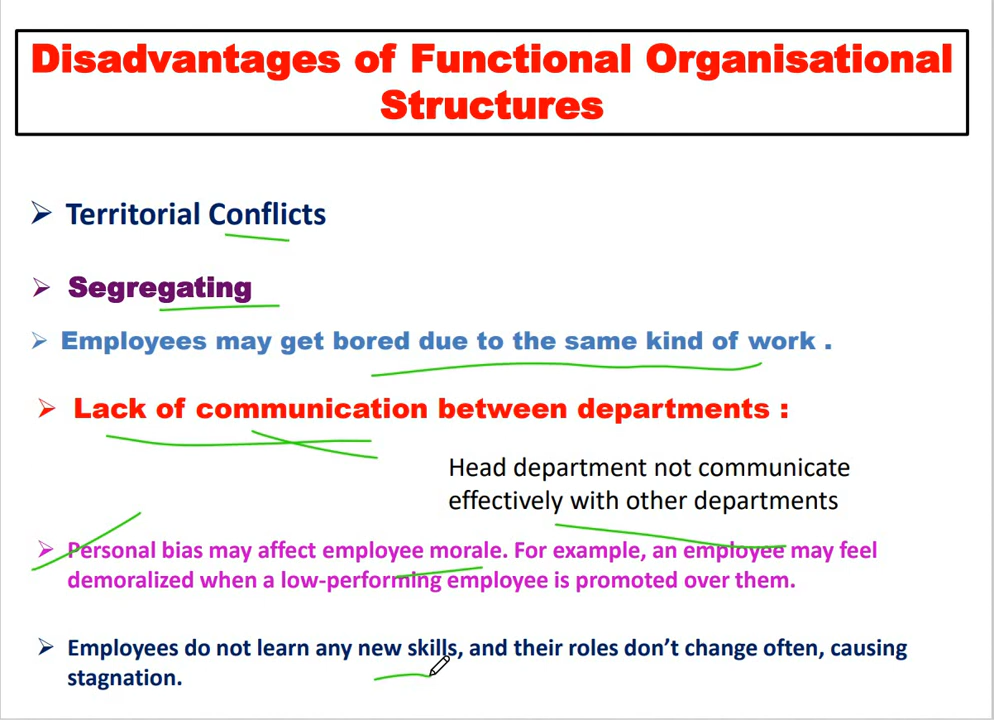 Disadvantages of Functional Organisational
Structures
➢ Territorial Conflicts
➢ Segregating
➢ Employees may get bored due to the same kind of work .
➢ Lack of communication between departments :
Head department not communicate
effectively with other departments
➢ Personal bias may affect employee morale. For example, an employee may feel
demoralized when a low-performing employee is promoted over them.
➢ Employees do not learn any new skills, and their roles don’t change often, causing
stagnation.